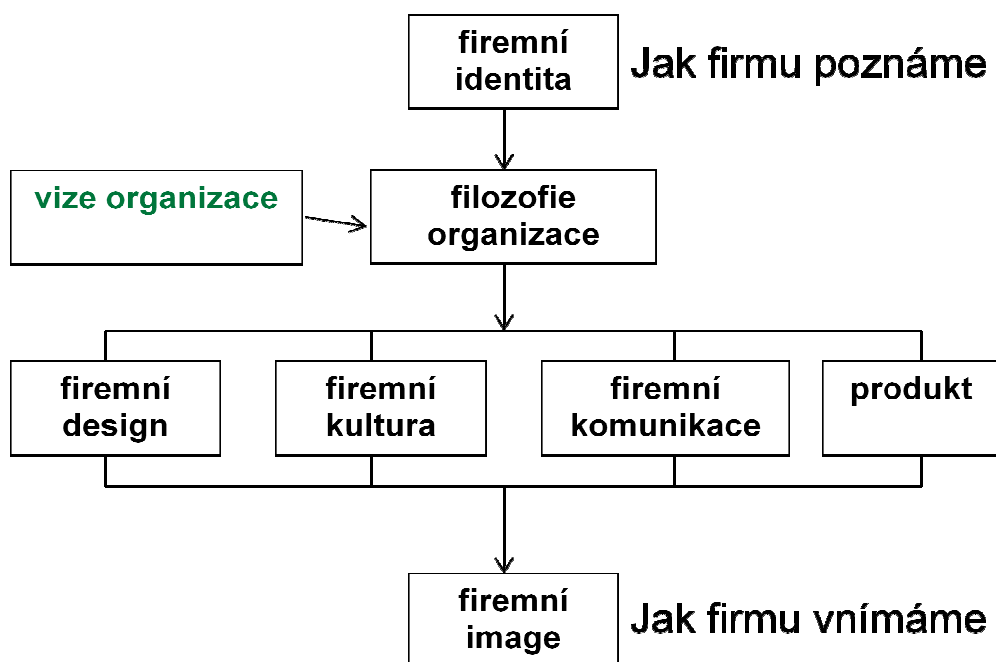 firemní
identita
Jak firmu poznáme
vize organizace
filozofie
organizace
firemní
design
firemní
kultura
firemní
komunikace
produkt
firemní
image
Jak firmu vnímáme